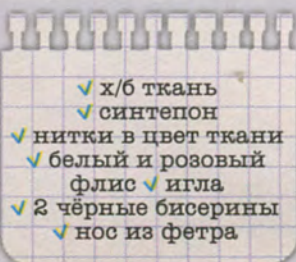 ✓ х/б ткань
✓ синтепон
✓ нитки в цвет ткани
✓ белый и розовый
флис ✓ игла
✓ 2 чёрные бисерины
✓ нос из фетра